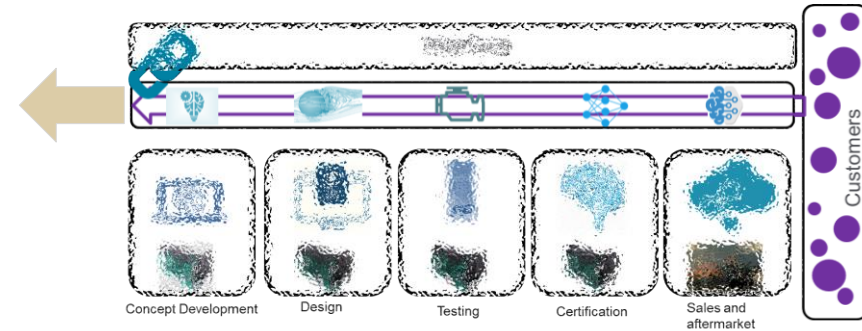 Customers
Concept Development
Design
Testing
Certification
Sales and
aftermarket